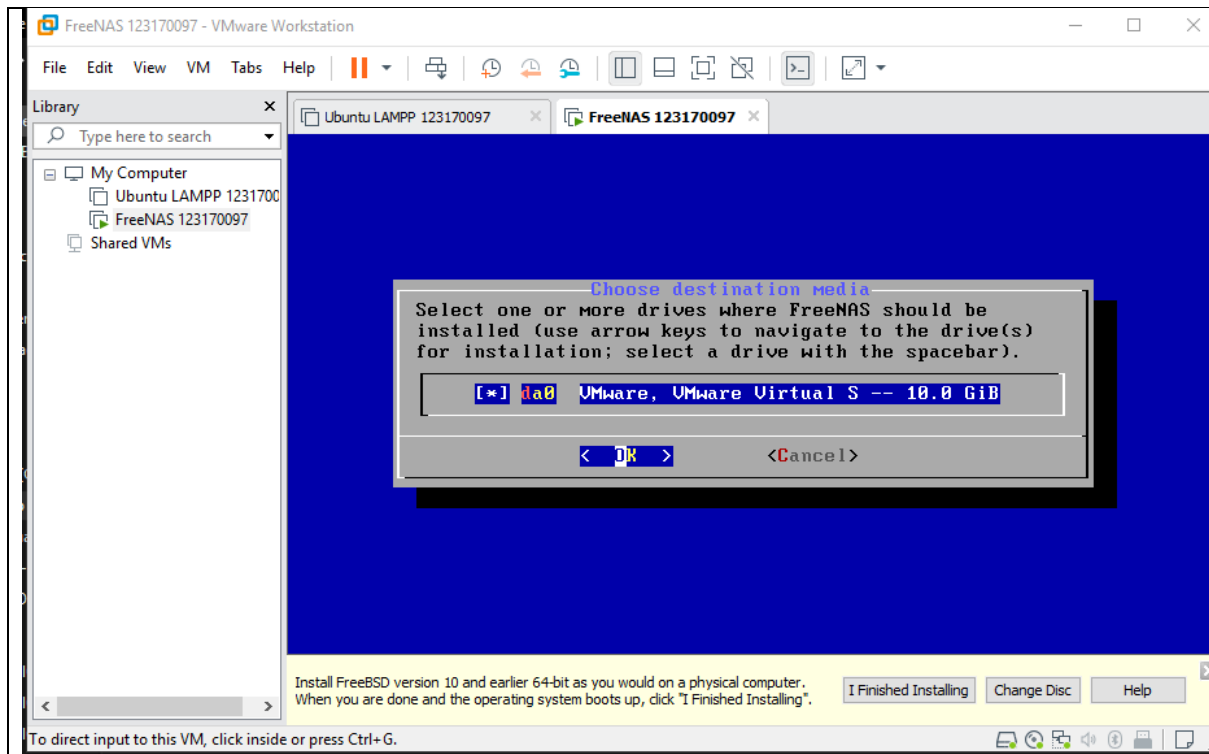 FreeNAS 123170097 - VMware Workstation
File Edit View VM Tabs Help
Library
Type here to search
My Computer
Ubuntu LAMPP 1231700
FreeNAS 123170097
Shared VMs
Ubuntu LAMPP 123170097
FreeNAS 123170097
Choose destination media
Select one or more drives where FreeNAS should be
installed (use arrow keys to navigate to the drive(s)
for installation; select a drive with the spacebar).
[*] da0 VMware, VMware Virtual S -- 10.0 GiB
< OK > <Cancel>
Install FreeBSD version 10 and earlier 64-bit as you would on a physical computer.
When you are done and the operating system boots up, click "I Finished Installing".
I Finished Installing Change Disc Help
To direct input to this VM, click inside or press Ctrl+G.